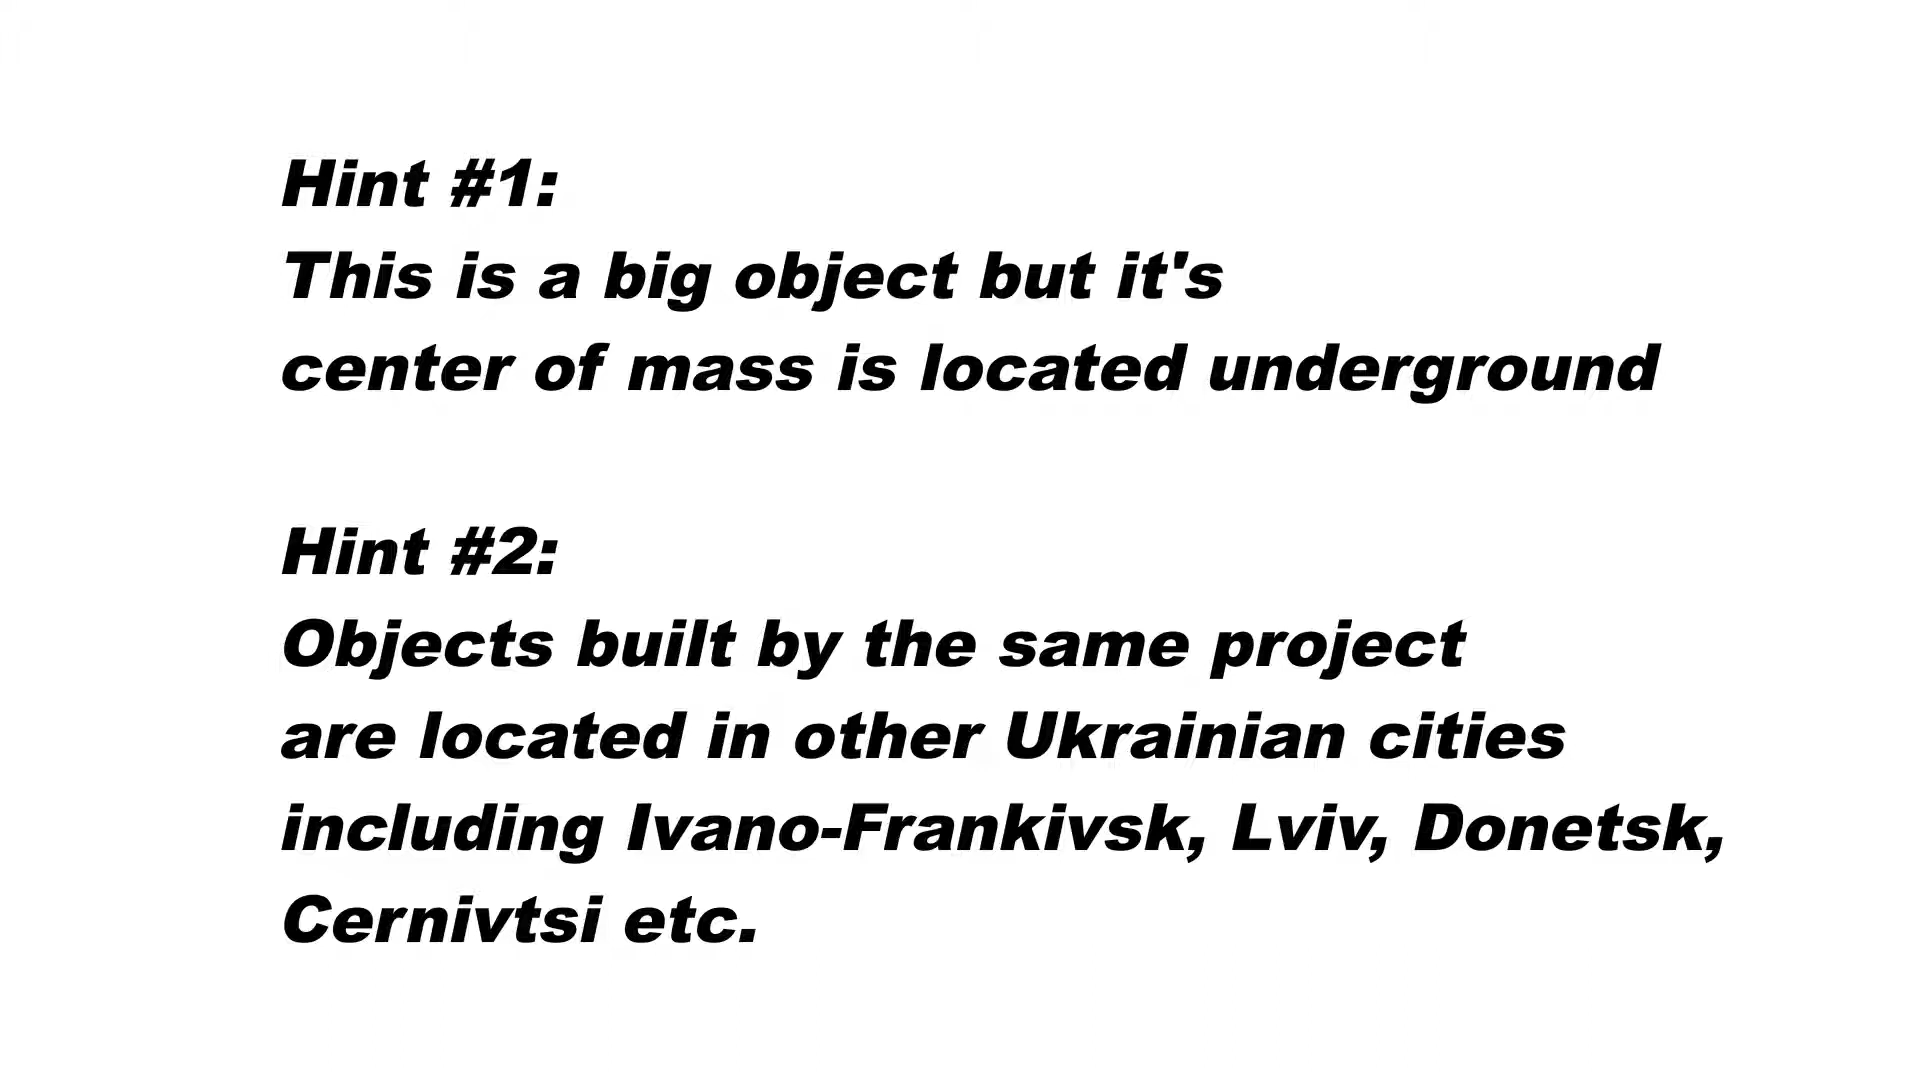 Hint #1:
This is a big object but it's
center of mass is located underground
Hint #2:
Objects built by the same project
are located in other Ukrainian cities
including Ivano-Frankivsk, Lviv, Donetsk,
Cernivtsi etc.